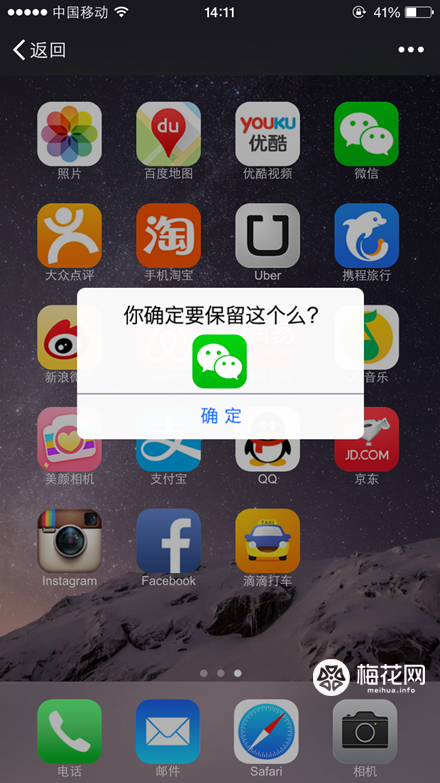 中国移动
14:11
41%
返回
du
YOUKU
优酷
照片
百度地图
优酷视频
微信
淘
大众点评
手机淘宝
Uber
携程旅行
你确定要保留这个么?
新浪微
音乐
确定
支
JD.COM
美颜相机
支付宝
QQ
京东
TAXI
Instagram
Facebook
滴滴打车
梅花网
meihua.info
电话
邮件
Safari
相机